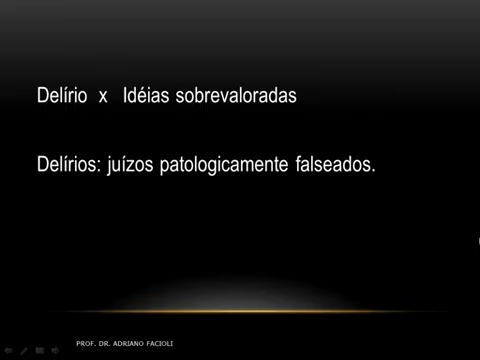 Delírio x Idéias sobrevaloradas
Delírios: juízos patologicamente falseados.
PROF. DR. ADRIANO FACIOLI